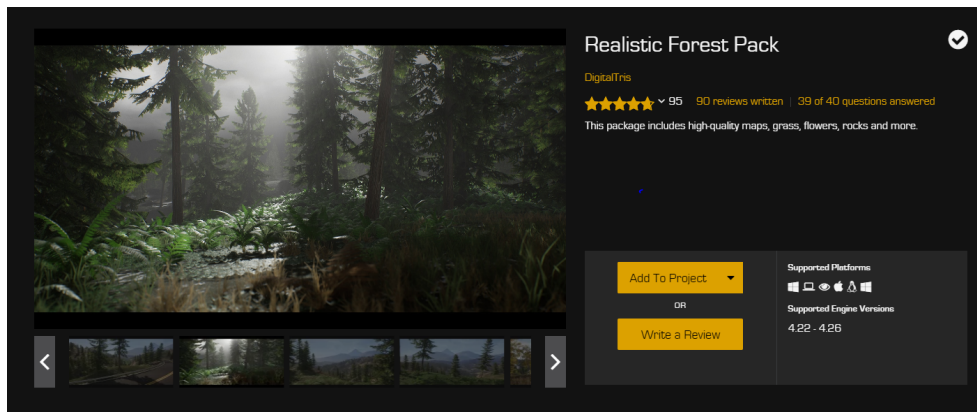 Realistic Forest Pack
DigitalTris
95 90 reviews written | 39 of 40 questions answered
This package includes high-quality maps, grass, flowers, rocks and more.
Add To Project
OR
Write a Review
Supported Platforms
Supported Engine Versions
4.22 - 4.26